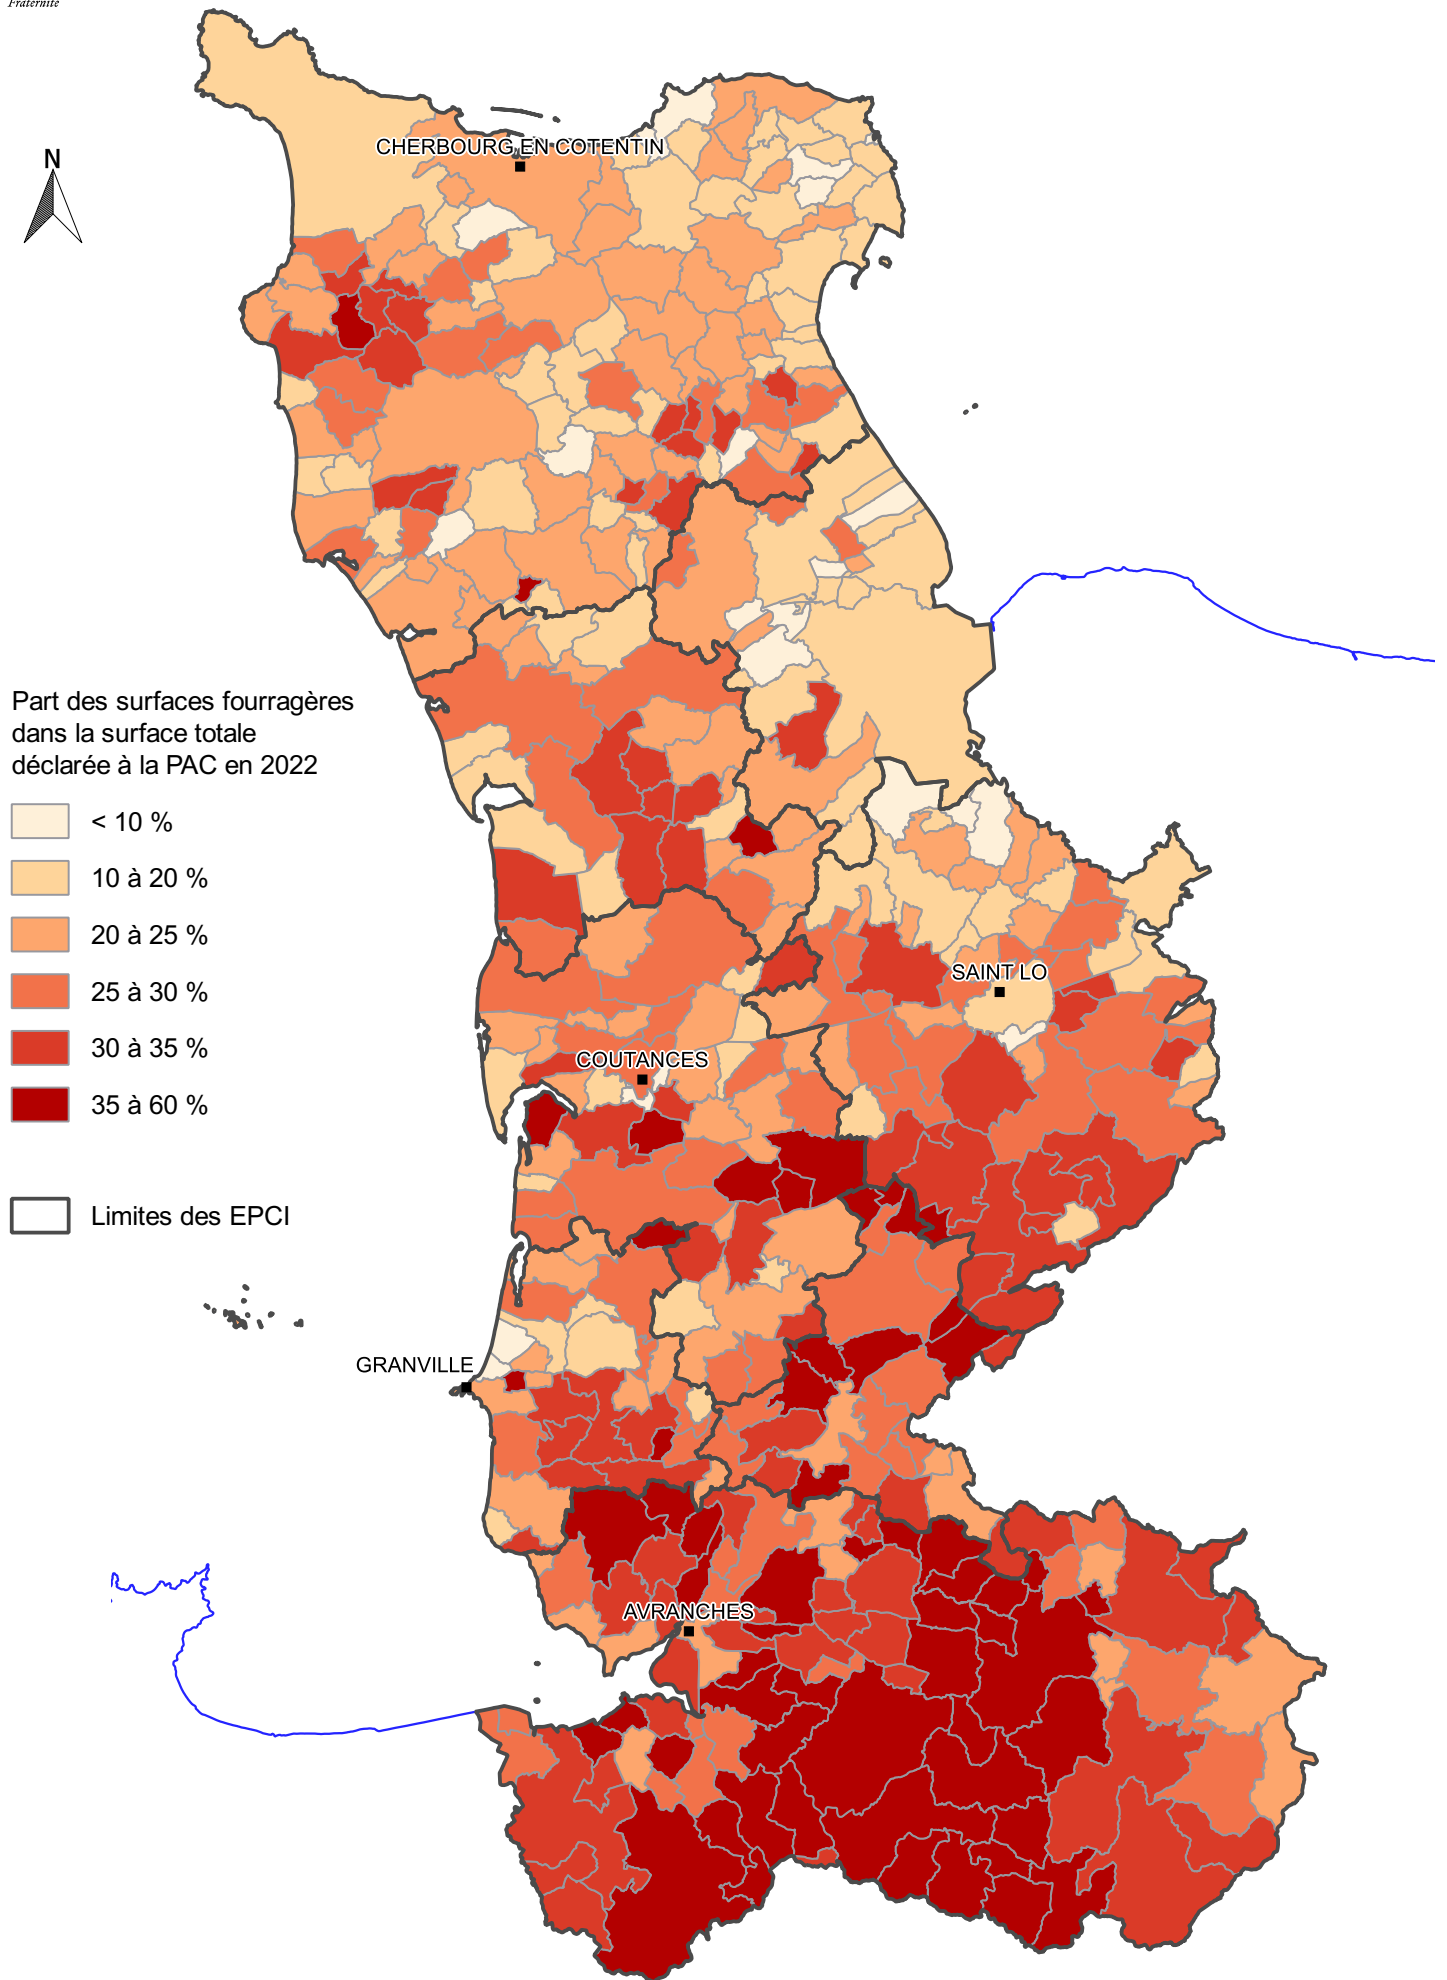 Fraternité
CHERBOURG EN COTENTIN
N
Part des surfaces fourragères
dans la surface totale
déclarée à la PAC en 2022
< 10 %
10 à 20 %
20 à 25 %
25 à 30 %
30 à 35 %
35 à 60 %
Limites des EPCI
SAINT LO
COUTANCES
GRANVILLE
AVRANCHES